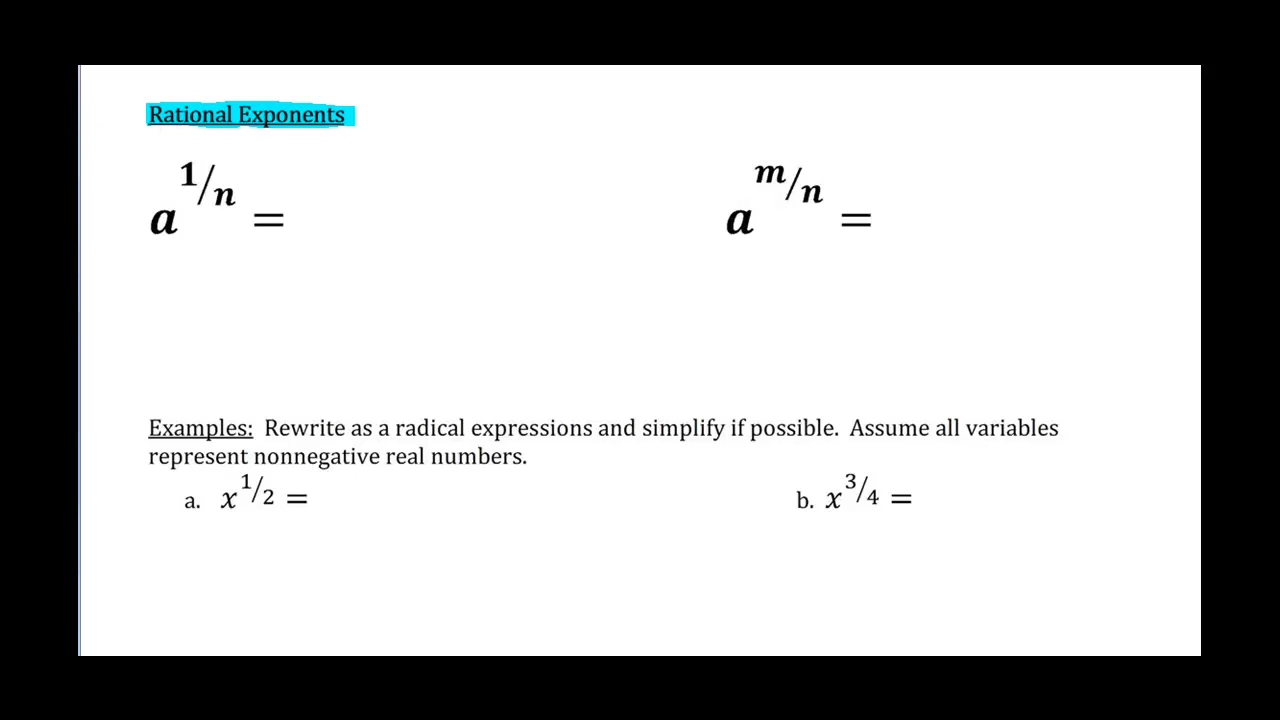 Rational Exponents
a^{1/n} =
a^{m/n} =
Examples: Rewrite as a radical expressions and simplify if possible. Assume all variables
represent nonnegative real numbers.
a. x^{1/2} =
b. x^{3/4} =